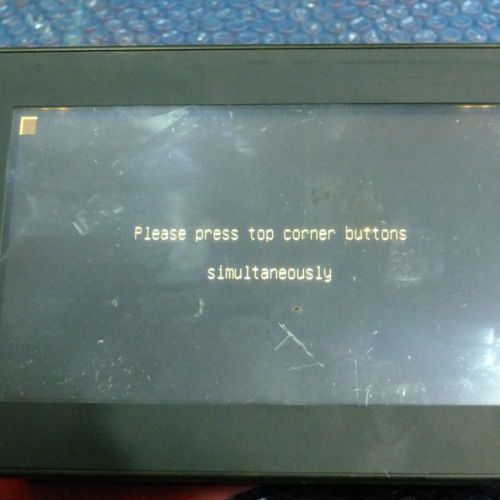 Please press top corner buttons
simultaneously